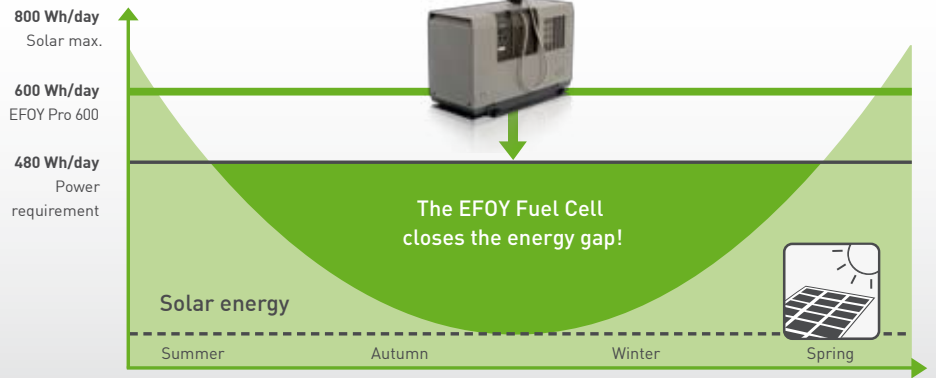 800 Wh/day
Solar max.
600 Wh/day
EFOY Pro 600
480 Wh/day
Power
requirement
The EFOY Fuel Cell
closes the energy gap!
Solar energy
Summer
Autumn
Winter
Spring